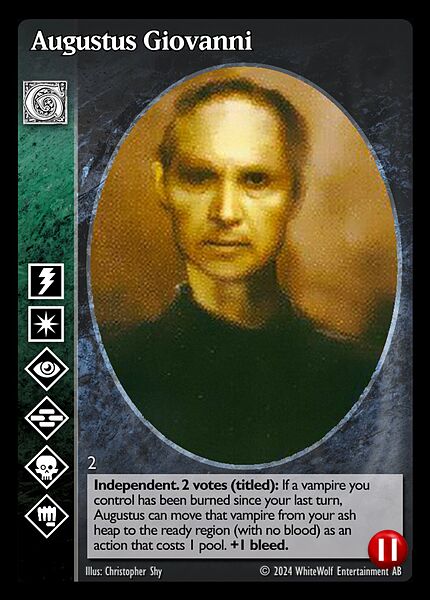 Augustus Giovanni
2
Independent. 2 votes (titled): If a vampire you
control has been burned since your last turn,
Augustus can move that vampire from your ash
heap to the ready region (with no blood) as an
action that costs 1 pool. +1 bleed.
11
Illus: Christopher Shy
© 2024 WhiteWolf Entertainment AB